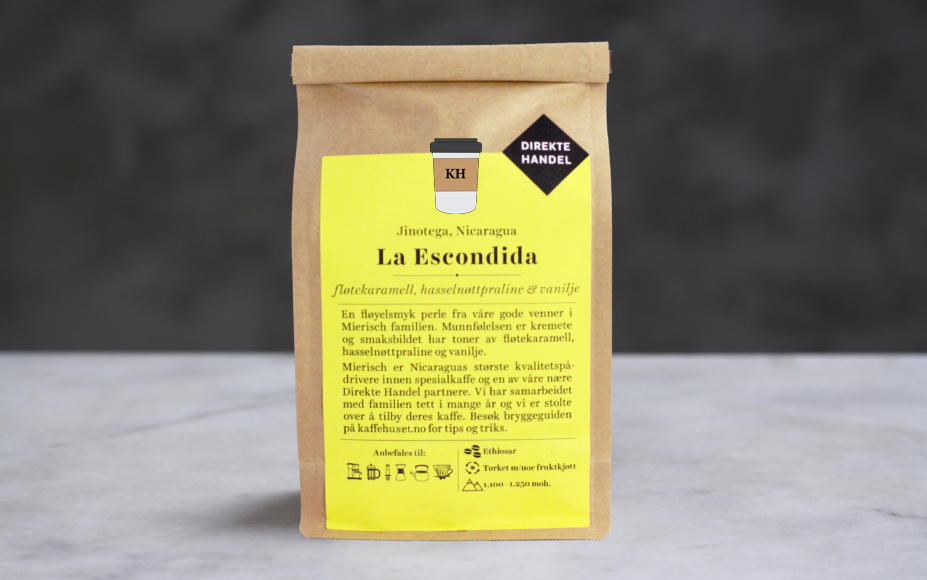 DIREKTE
HANDEL
KH
Jinotega, Nicaragua
La Escondida
fløtekaramell, hasselnøttpraline & vanilje
En fløyelsmyk perle fra våre gode venner i
Mierisch familien. Munnfølelsen er kremete
og smaksbildet har toner av fløtekaramell,
hasselnøttpraline og vanilje.
Mierisch er Nicaraguas største kvalitetspå-
drivere innen spesialkaffe og en av våre nære
Direkte Handel partnere. Vi har samarbeidet
med familien tett i mange år og vi er stolte
over å tilby deres kaffe. Besøk bryggeguiden
på kaffehuset.no for tips og triks.
Anbefales til:
Ethiosar
Tørket m/noe fruktkjøtt
1.100 - 1.250 moh.